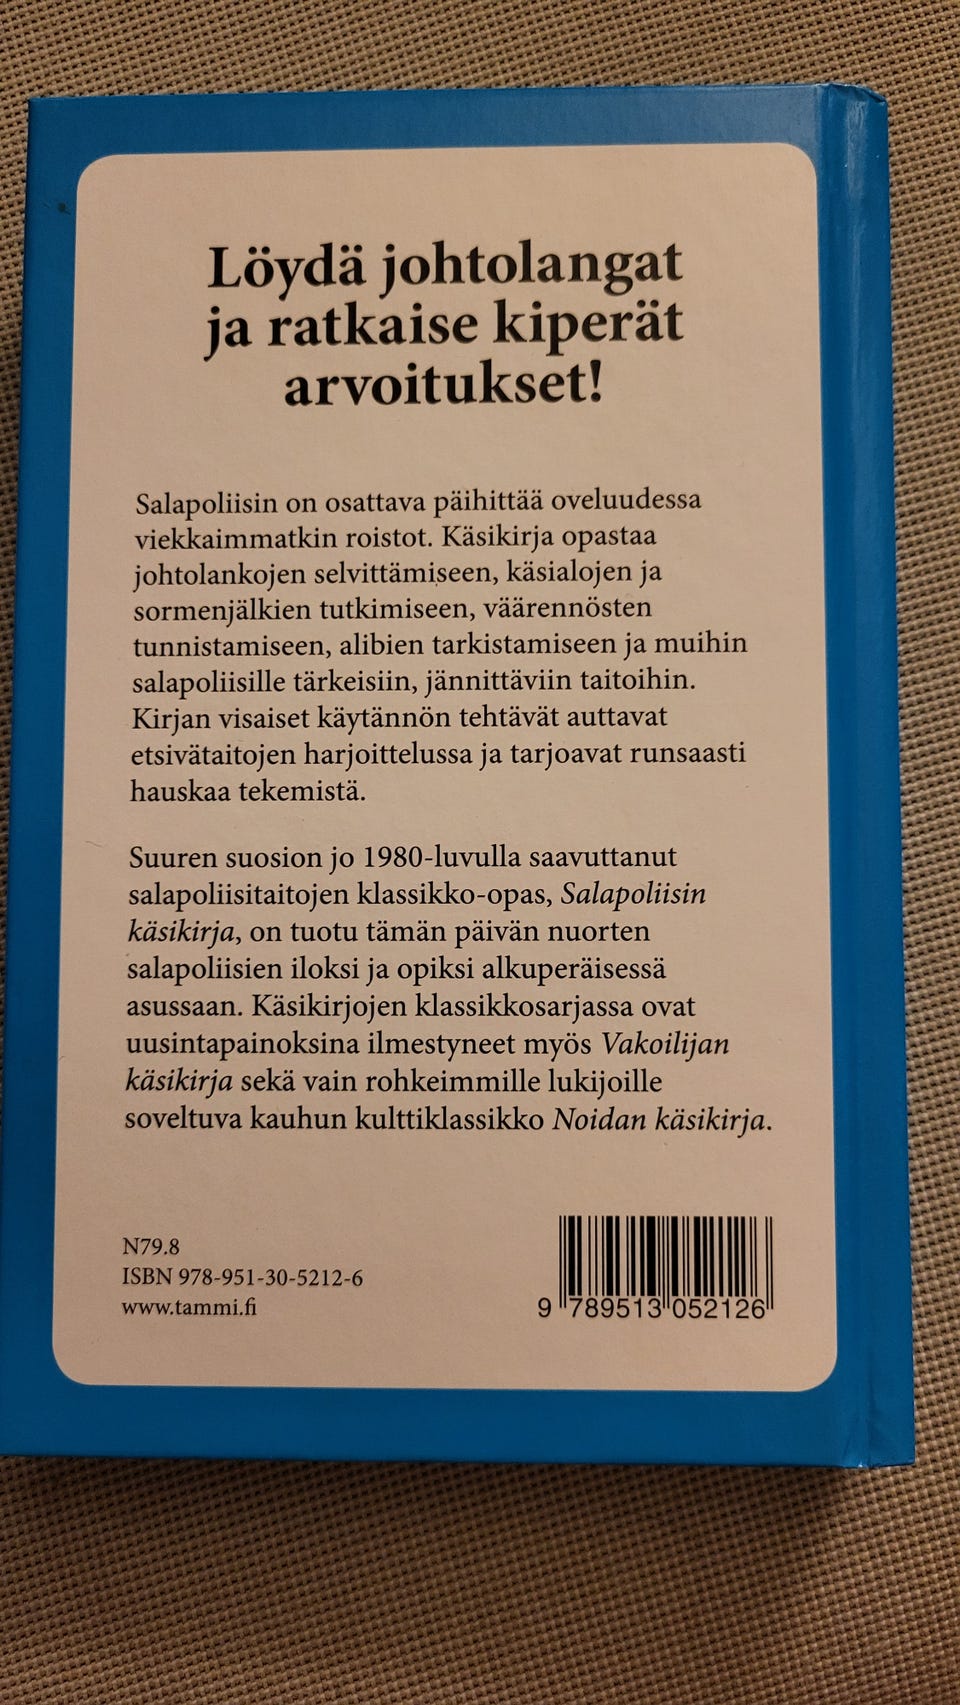 Löydä johtolangat
ja ratkaise kiperät
arvoitukset!
Salapoliisin on osattava päihittää oveluudessa
viekkaimmatkin roistot. Käsikirja opastaa
johtolankojen selvittämiseen, käsialojen ja
sormenjälkien tutkimiseen, väärennösten
tunnistamiseen, alibien tarkistamiseen ja muihin
salapoliisille tärkeisiin, jännittäviin taitoihin.
Kirjan visaiset käytännön tehtävät auttavat
etsivätaitojen harjoittelussa ja tarjoavat runsaasti
hauskaa tekemistä.
Suuren suosion jo 1980-luvulla saavuttanut
salapoliisitaitojen klassikko-opas, Salapoliisin
käsikirja, on tuotu tämän päivän nuorten
salapoliisien iloksi ja opiksi alkuperäisessä
asussaan. Käsikirjojen klassikkosarjassa ovat
uusintapainoksina ilmestyneet myös Vakoilijan
käsikirja sekä vain rohkeimmille lukijoille
soveltuva kauhun kulttiklassikko Noidan käsikirja.
N79.8
ISBN 978-951-30-5212-6
www.tammi.fi
9 789513 052126